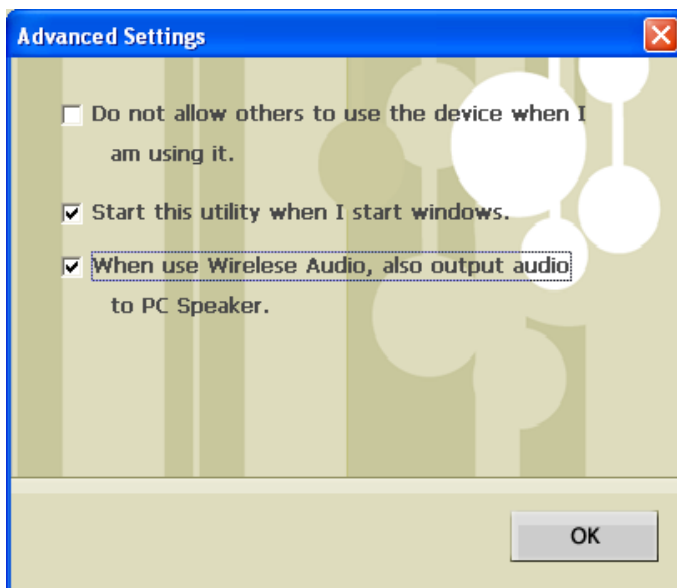 Advanced Settings
Do not allow others to use the device when I
am using it.
Start this utility when I start windows.
When use Wirelese Audio, also output audio
to PC Speaker.
OK